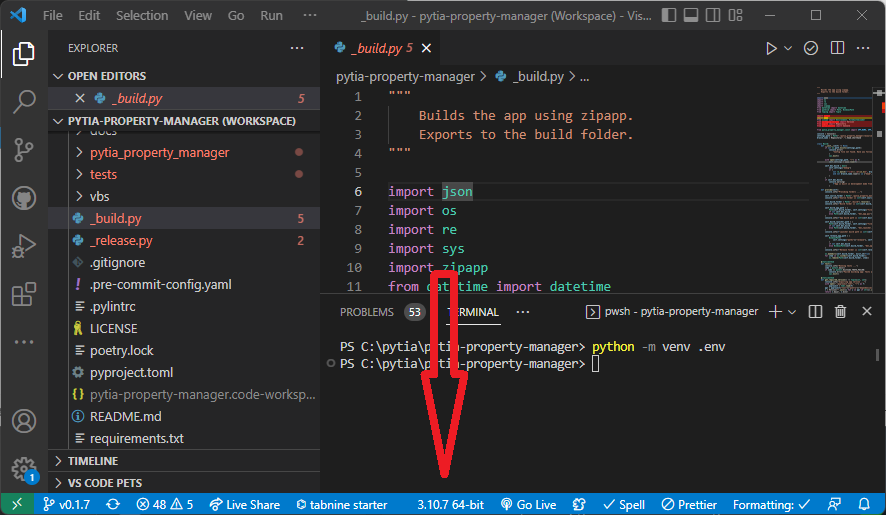 File Edit Selection View Go Run ··· _build.py - pytia-property-manager (Workspace) - Vis...
EXPLORER
OPEN EDITORS
_build.py 5
PYTIA-PROPERTY-MANAGER (WORKSPACE)
docs
pytia_property_manager
tests
vbs
_build.py 5
_release.py 2
.gitignore
.pre-commit-config.yaml
.pylintrc
LICENSE
poetry.lock
pyproject.toml
pytia-property-manager.code-worksp...
README.md
requirements.txt
TIMELINE
VS CODE PETS
1
_build.py 5
pytia-property-manager > _build.py > ...
1 """
2 Builds the app using zipapp.
3 Exports to the build folder.
4 """
5
6 import json
7 import os
8 import re
9 import sys
10 import zipapp
11 from datetime import datetime
PROBLEMS 53 TERMINAL ··· pwsh - pytia-property-manager
PS C:\pytia\pytia-property-manager> python -m venv .env
PS C:\pytia\pytia-property-manager>
v0.1.7 48 5 Live Share tabnine starter 3.10.7 64-bit Go Live Spell Prettier Formatting: